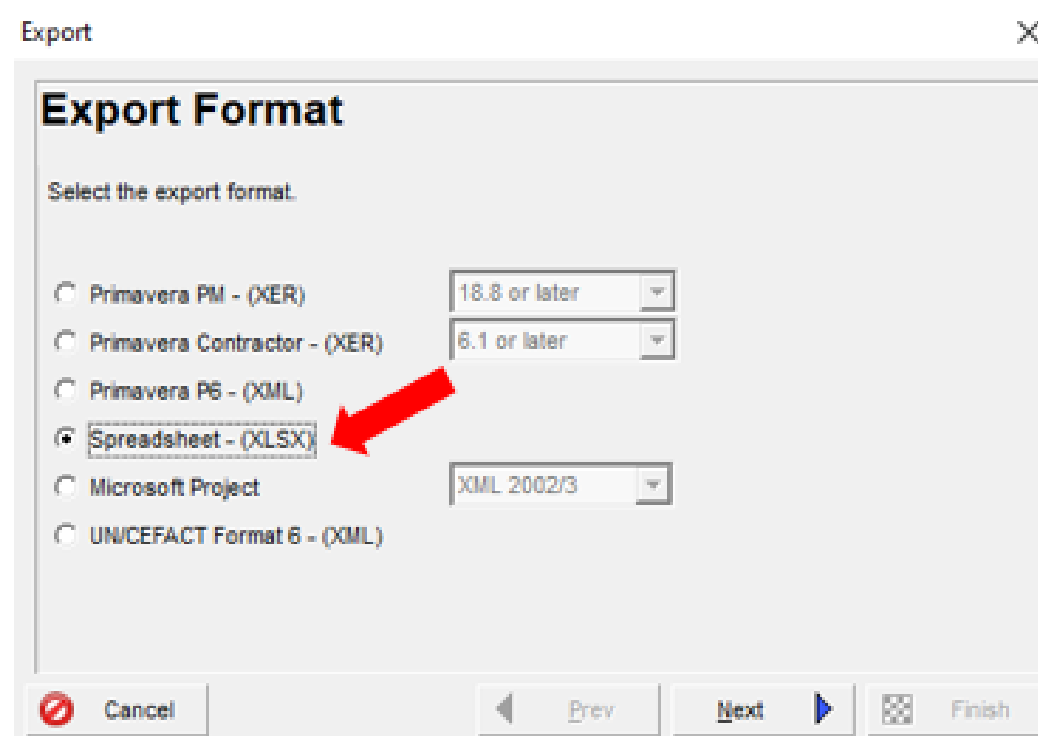 Export
Export Format
Select the export format.
Primavera PM - (XER) 18.8 or later
Primavera Contractor - (XER) 6.1 or later
Primavera P6 - (XML)
Spreadsheet - (XLSX)
Microsoft Project XML 2002/3
UN/CEFACT Format 6 - (XML)
Cancel Prev Next Finish